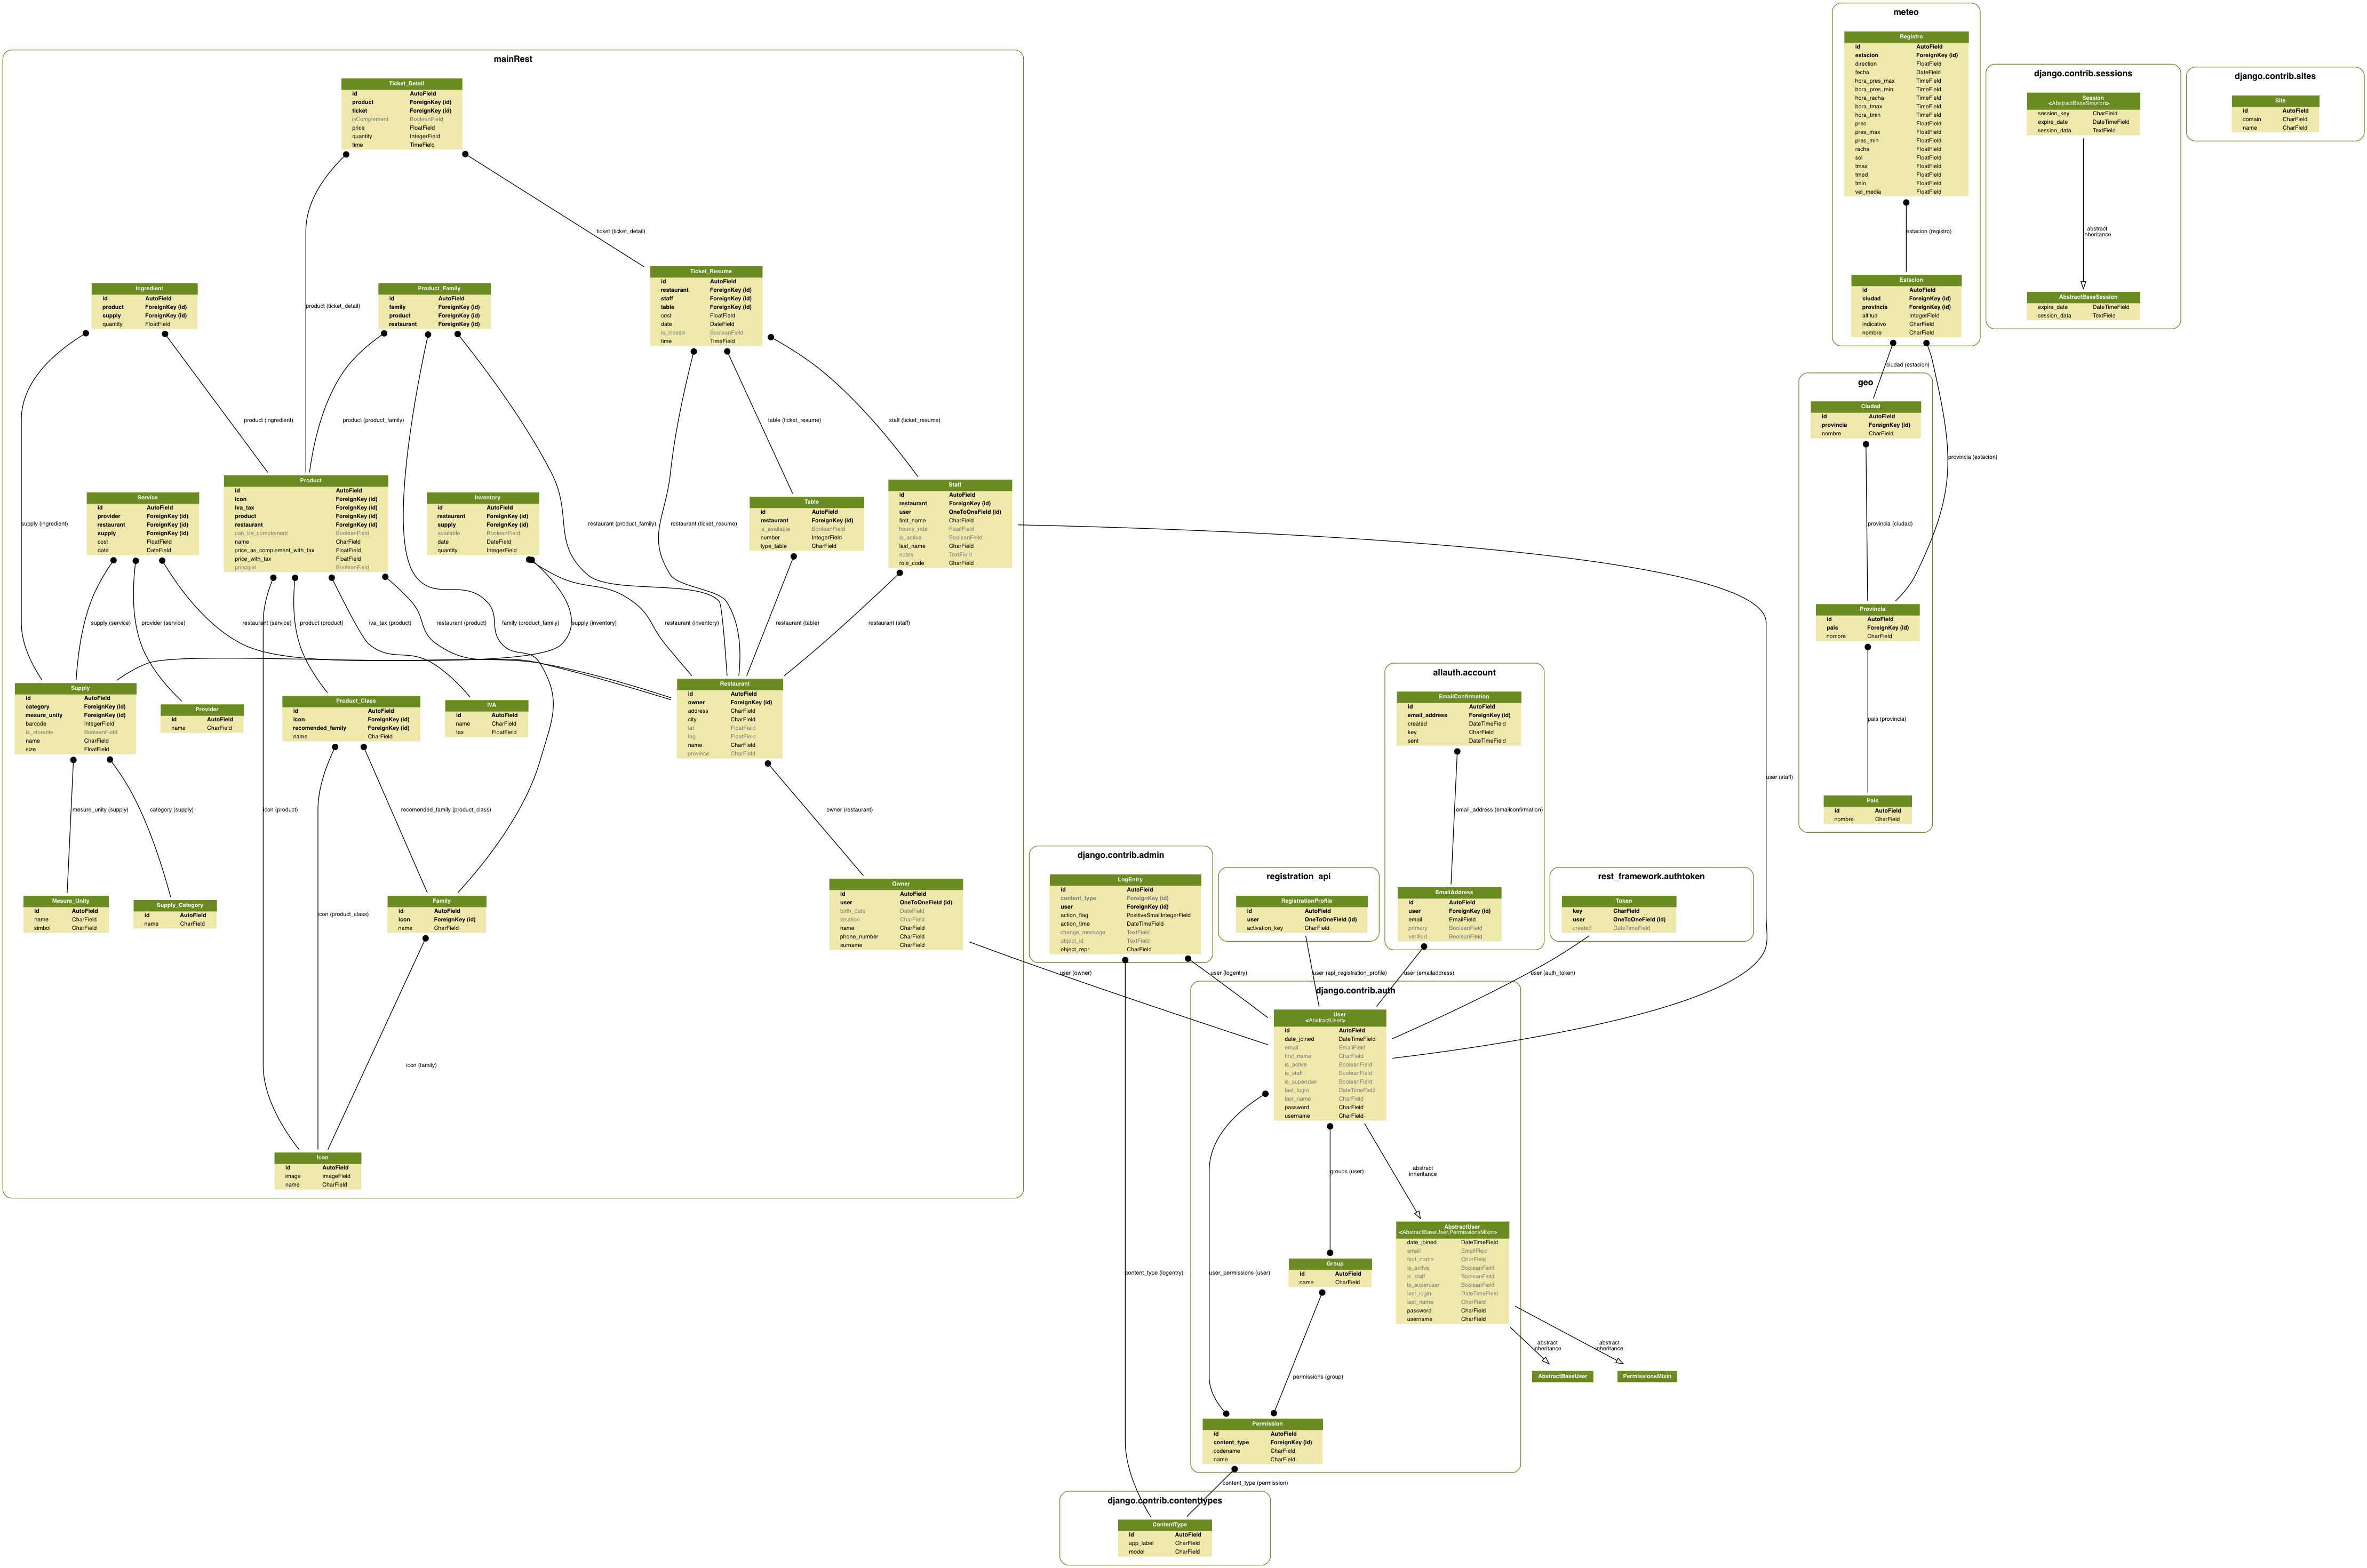 meteo
Registro
id AutoField
estacion ForeignKey (id)
direction FloatField
fecha DateField
hora_pres_max TimeField
hora_pres_min TimeField
hora_racha TimeField
hora_tmax TimeField
hora_tmin TimeField
prec FloatField
pres_max FloatField
pres_min FloatField
racha FloatField
sol FloatField
tmax FloatField
tmed FloatField
tmin FloatField
vel_media FloatField
estacion (registro)
Estacion
id AutoField
ciudad ForeignKey (id)
provincia ForeignKey (id)
altitud IntegerField
indicativo CharField
nombre CharField
ciudad (estacion)
provincia (estacion)
django.contrib.sessions
Session
<AbstractBaseSession>
session_key CharField
expire_date DateTimeField
session_data TextField
abstract
inheritance
AbstractBaseSession
expire_date DateTimeField
session_data TextField
django.contrib.sites
Site
id AutoField
domain CharField
name CharField
geo
Ciudad
id AutoField
provincia ForeignKey (id)
nombre CharField
provincia (ciudad)
Provincia
id AutoField
pais ForeignKey (id)
nombre CharField
pais (provincia)
Pais
id AutoField
nombre CharField
mainRest
Ticket_Detail
id AutoField
product ForeignKey (id)
ticket ForeignKey (id)
isComplement BooleanField
price FloatField
quantity IntegerField
time TimeField
ticket (ticket_detail)
product (ticket_detail)
Ingredient
id AutoField
product ForeignKey (id)
supply ForeignKey (id)
quantity FloatField
Product_Family
id AutoField
family ForeignKey (id)
product ForeignKey (id)
restaurant ForeignKey (id)
Ticket_Resume
id AutoField
restaurant ForeignKey (id)
staff ForeignKey (id)
table ForeignKey (id)
cost FloatField
date DateField
is_closed BooleanField
time TimeField
product (ingredient)
product (product_family)
table (ticket_resume)
staff (ticket_resume)
supply (ingredient)
restaurant (product_family)
restaurant (ticket_resume)
Service
id AutoField
provider ForeignKey (id)
restaurant ForeignKey (id)
supply ForeignKey (id)
cost FloatField
date DateField
Product
id AutoField
icon ForeignKey (id)
iva_tax ForeignKey (id)
product ForeignKey (id)
restaurant ForeignKey (id)
can_be_complement BooleanField
name CharField
price_as_complement_with_tax FloatField
price_with_tax FloatField
principal BooleanField
Inventory
id AutoField
restaurant ForeignKey (id)
supply ForeignKey (id)
available BooleanField
date DateField
quantity IntegerField
Table
id AutoField
restaurant ForeignKey (id)
is_available BooleanField
number IntegerField
type_table CharField
Staff
id AutoField
restaurant ForeignKey (id)
user OneToOneField (id)
first_name CharField
hourly_rate FloatField
is_active BooleanField
last_name CharField
notes TextField
role_code CharField
supply (service)
provider (service)
restaurant (service)
product (product)
iva_tax (product)
restaurant (product)
family (product_family)
supply (inventory)
restaurant (inventory)
restaurant (table)
restaurant (staff)
Supply
id AutoField
category ForeignKey (id)
mesure_unity ForeignKey (id)
barcode IntegerField
is_storable BooleanField
name CharField
size FloatField
Provider
id AutoField
name CharField
Product_Class
id AutoField
icon ForeignKey (id)
recomended_family ForeignKey (id)
name CharField
IVA
id AutoField
name CharField
tax FloatField
Restaurant
id AutoField
owner ForeignKey (id)
address CharField
city CharField
lat FloatField
lng FloatField
name CharField
province CharField
mesure_unity (supply)
category (supply)
icon (product)
recomended_family (product_class)
owner (restaurant)
Mesure_Unity
id AutoField
name CharField
simbol CharField
Supply_Category
id AutoField
name CharField
icon (product_class)
Family
id AutoField
icon ForeignKey (id)
name CharField
Owner
id AutoField
user OneToOneField (id)
birth_date DateField
location CharField
name CharField
phone_number CharField
surname CharField
icon (family)
Icon
id AutoField
image ImageField
name CharField
user (staff)
allauth.account
EmailConfirmation
id AutoField
email_address ForeignKey (id)
created DateTimeField
key CharField
sent DateTimeField
email_address (emailconfirmation)
EmailAddress
id AutoField
user ForeignKey (id)
email EmailField
primary BooleanField
verified BooleanField
django.contrib.admin
LogEntry
id AutoField
content_type ForeignKey (id)
user ForeignKey (id)
action_flag PositiveSmallIntegerField
action_time DateTimeField
change_message TextField
object_id TextField
object_repr CharField
registration_api
RegistrationProfile
id AutoField
user OneToOneField (id)
activation_key CharField
rest_framework.authtoken
Token
key CharField
user OneToOneField (id)
created DateTimeField
user (owner)
user (logentry)
user (api_registration_profile)
user (emailaddress)
user (auth_token)
django.contrib.auth
User
<AbstractUser>
id AutoField
date_joined DateTimeField
email EmailField
first_name CharField
is_active BooleanField
is_staff BooleanField
is_superuser BooleanField
last_login DateTimeField
last_name CharField
password CharField
username CharField
groups (user)
abstract
inheritance
AbstractUser
<AbstractBaseUser,PermissionsMixin>
date_joined DateTimeField
email EmailField
first_name CharField
is_active BooleanField
is_staff BooleanField
is_superuser BooleanField
last_login DateTimeField
last_name CharField
password CharField
username CharField
content_type (logentry)
user_permissions (user)
Group
id AutoField
name CharField
abstract
inheritance
abstract
inheritance
AbstractBaseUser
PermissionsMixin
permissions (group)
Permission
id AutoField
content_type ForeignKey (id)
codename CharField
name CharField
content_type (permission)
django.contrib.contenttypes
ContentType
id AutoField
app_label CharField
model CharField